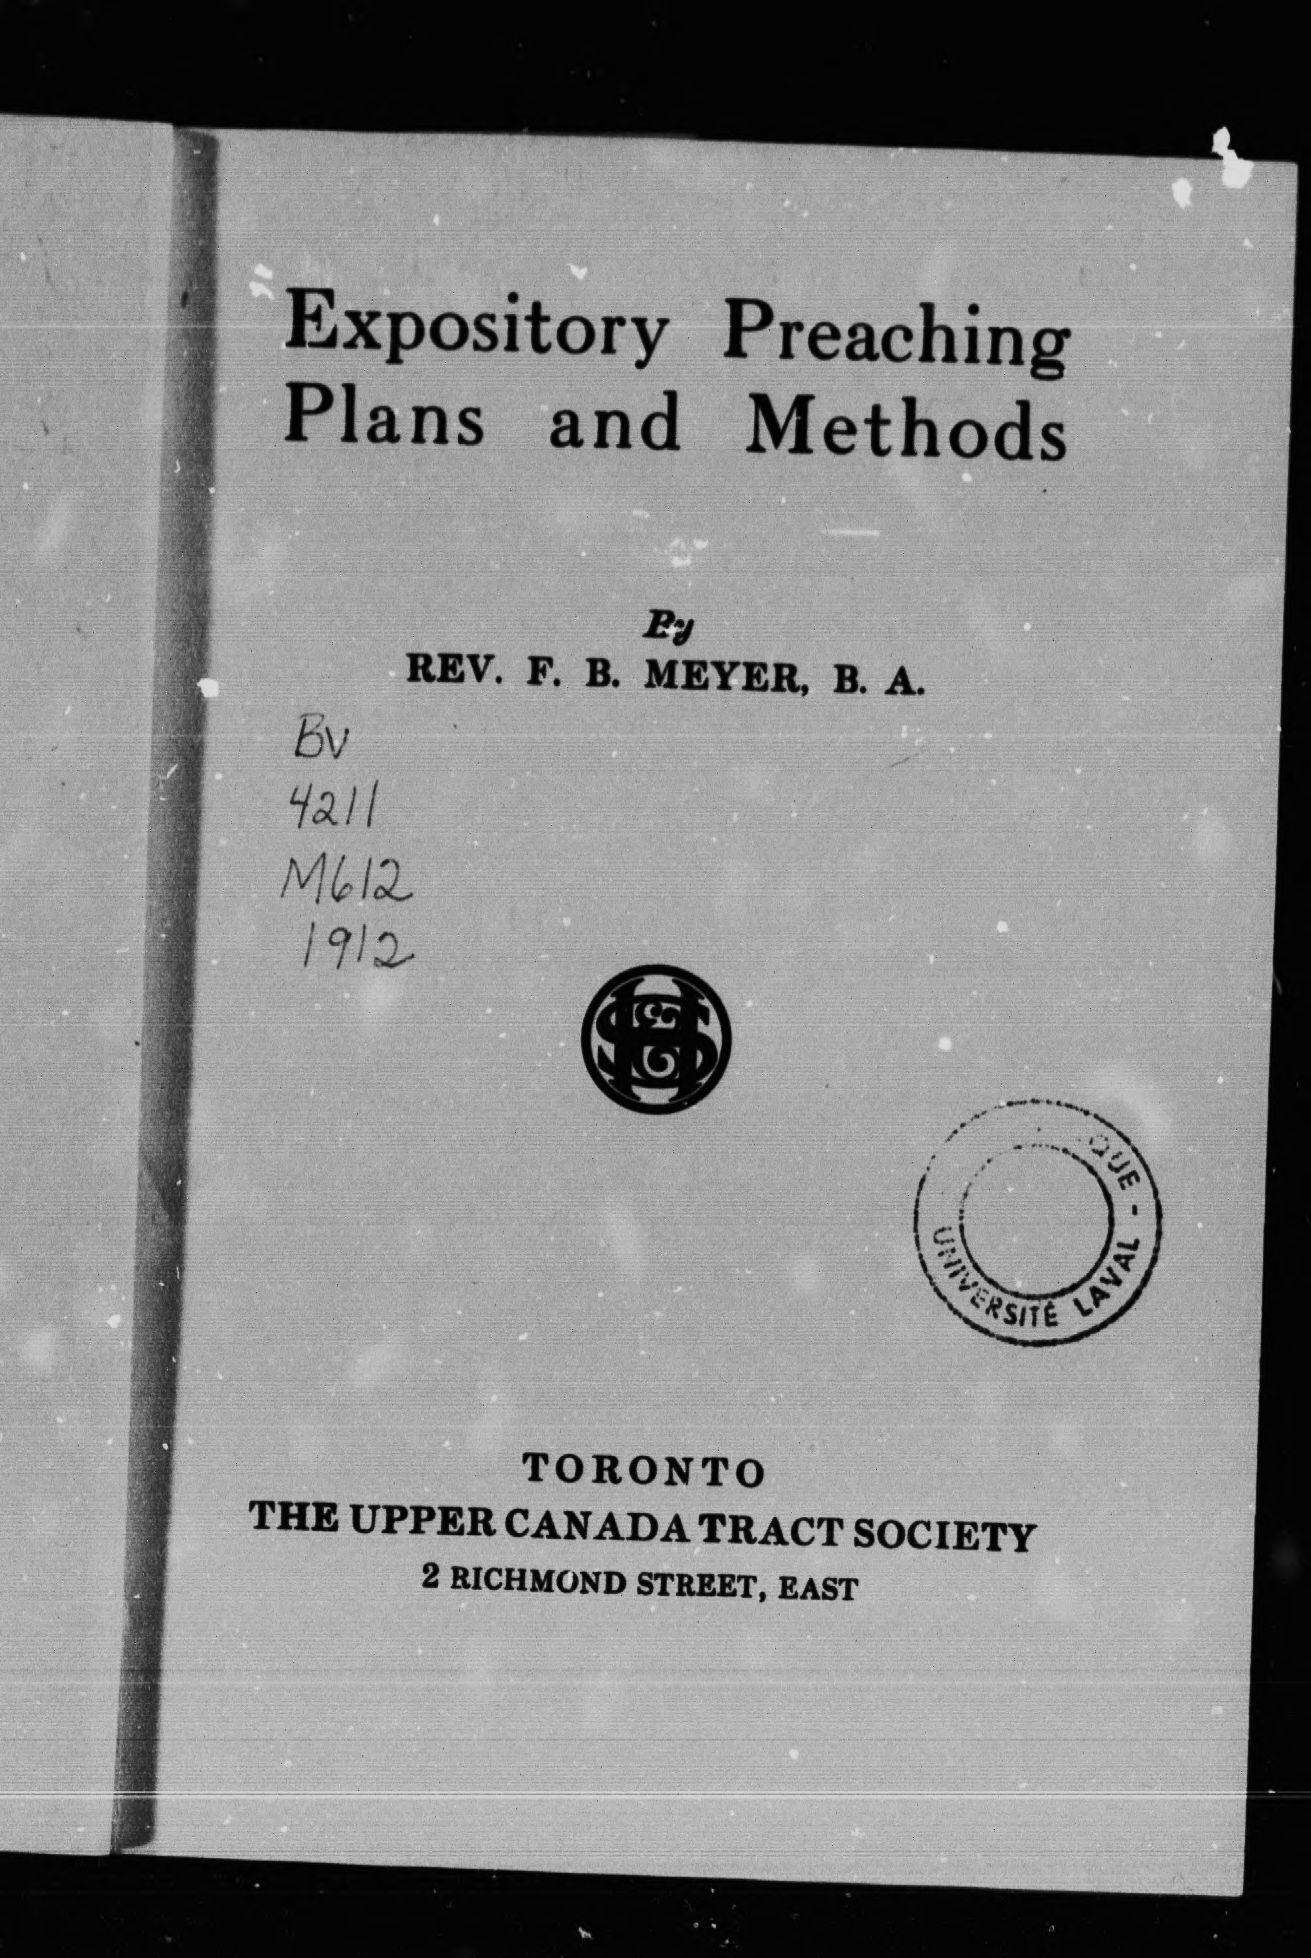 Expository Preaching
Plans and Methods
By
REV. F. B. MEYER, B. A.
BV
4211
M612
1912
QUE -
UNIVERSITÉ LAVAL
TORONTO
THE UPPER CANADA TRACT SOCIETY
2 RICHMOND STREET, EAST